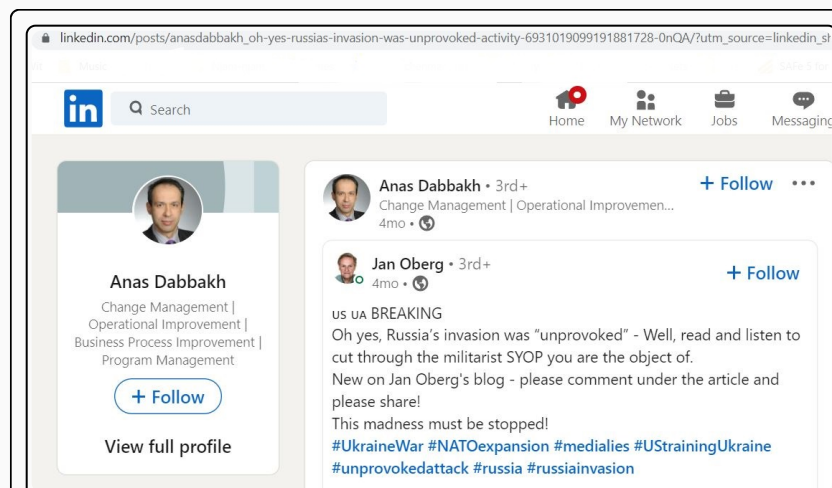 linkedin.com/posts/anasdabbakh_oh-yes-russias-invasion-was-unprovoked-activity-6931019099191881728-0nQA/?utm_source=linkedin_sh
in
Search
Home
My Network
Jobs
Messaging
Anas Dabbakh
Change Management |
Operational Improvement |
Business Process Improvement |
Program Management
+ Follow
View full profile
Anas Dabbakh • 3rd+
+ Follow
Change Management | Operational Improvemen...
4mo •
Jan Oberg • 3rd+
+ Follow
4mo •
US UA BREAKING
Oh yes, Russia's invasion was "unprovoked" - Well, read and listen to
cut through the militarist SYOP you are the object of.
New on Jan Oberg's blog - please comment under the article and
please share!
This madness must be stopped!
#UkraineWar #NATOexpansion #medialies #UStrainingUkraine
#unprovokedattack #russia #russiainvasion